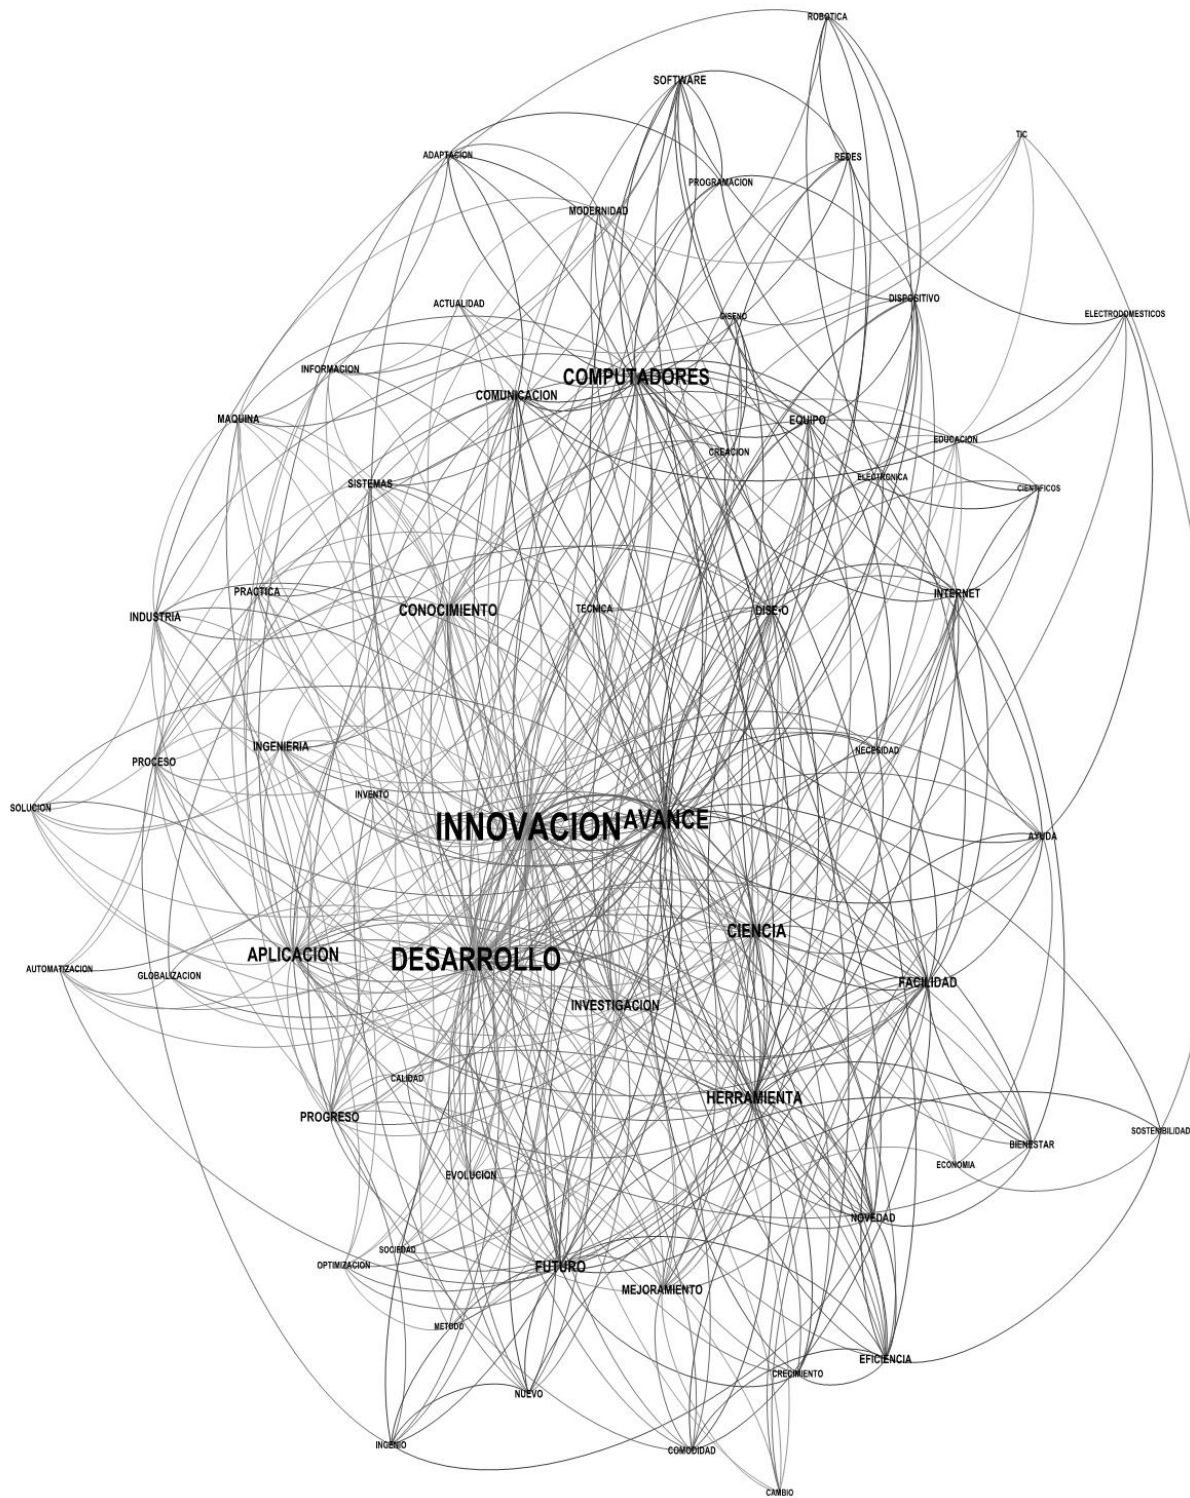 ROBOTICA
SOFTWARE
TIC
ADAPTACION
REDES
PROGRAMACION
MODERNIDAD
DISPOSITIVO
ACTUALIDAD
ELECTRODOMESTICOS
DISENO
INFORMACION
COMPUTADORES
COMUNICACION
MAQUINA
EQUIPO
EDUCACION
CREACION
ELECTRONICA
SISTEMAS
CIENTIFICOS
PRACTICA
INTERNET
INDUSTRIA
CONOCIMIENTO
TECNICA
DISE-O
INGENIERIA
NECESIDAD
PROCESO
INVENTO
SOLUCION
INNOVACION
AVANCE
AYUDA
CIENCIA
APLICACION
DESARROLLO
AUTOMATIZACION
GLOBALIZACION
FACILIDAD
INVESTIGACION
CALIDAD
HERRAMIENTA
PROGRESO
SOSTENIBILIDAD
BIENESTAR
ECONOMIA
EVOLUCION
NOVEDAD
SOCIEDAD
OPTIMIZACION
FUTURO
MEJORAMIENTO
METODO
EFICIENCIA
CRECIMIENTO
NUEVO
INGENIO
COMODIDAD
CAMBIO